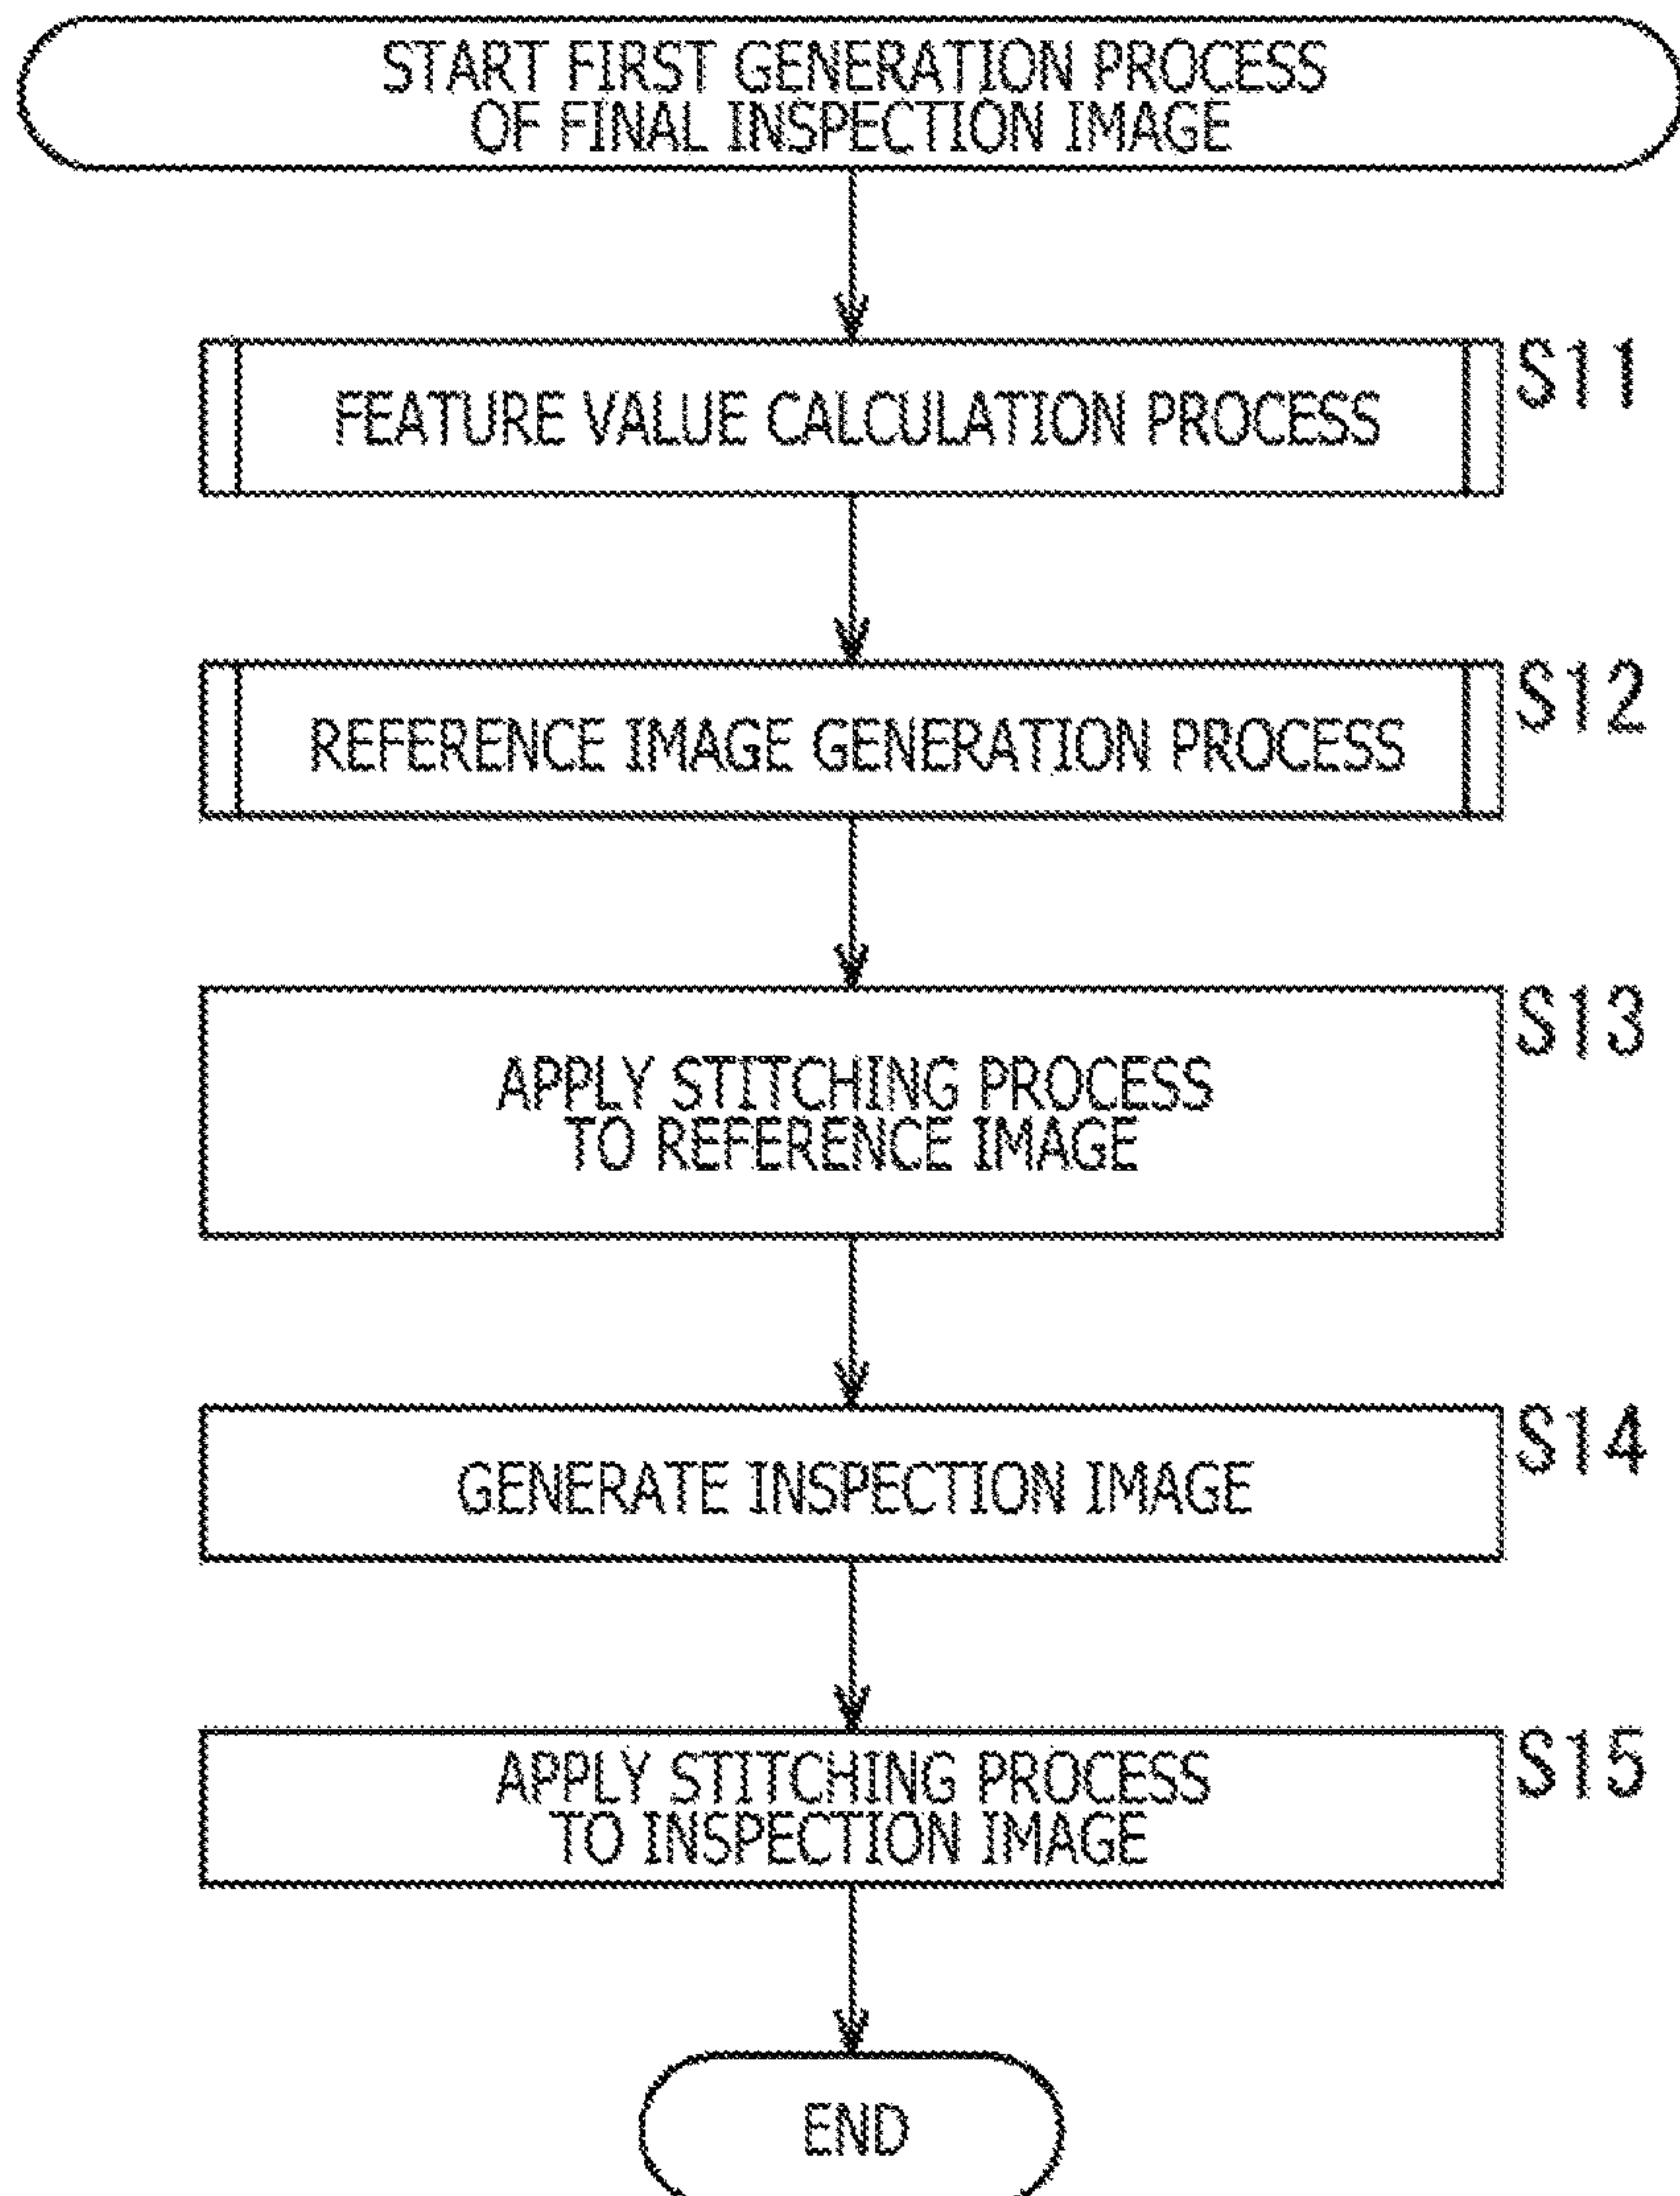 START FIRST GENERATION PROCESS
OF FINAL INSPECTION IMAGE
S11
FEATURE VALUE CALCULATION PROCESS
S12
REFERENCE IMAGE GENERATION PROCESS
S13
APPLY STITCHING PROCESS
TO REFERENCE IMAGE
S14
GENERATE INSPECTION IMAGE
S15
APPLY STITCHING PROCESS
TO INSPECTION IMAGE
END